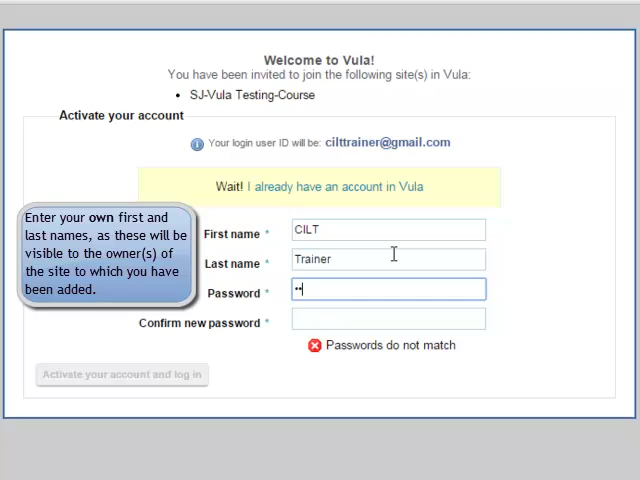 Welcome to Vula!
You have been invited to join the following site(s) in Vula:
• SJ-Vula Testing-Course
Activate your account
Your login user ID will be: cilttrainer@gmail.com
Wait! I already have an account in Vula
Enter your own first and
last names, as these will be
visible to the owner(s) of
the site to which you have
been added.
First name * CILT
Last name * Trainer
Password * ••
Confirm new password *
Passwords do not match
Activate your account and log in